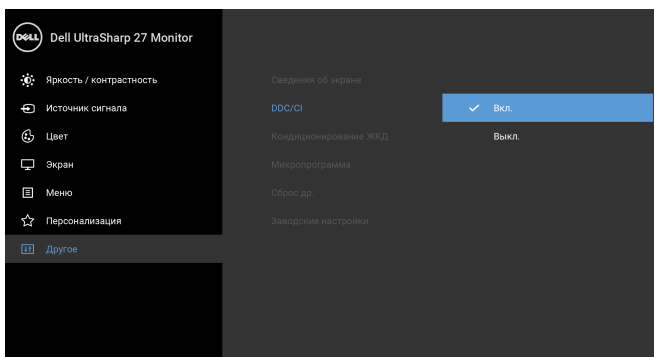 DELL
Dell UltraSharp 27 Monitor
Яркость / контрастность
Источник сигнала
Цвет
Экран
Меню
Персонализация
Другое
Сведения об экране
DDC/CI
Кондиционирование ЖКД
Микропрограмма
Сброс др.
Заводские настройки
Вкл.
Выкл.